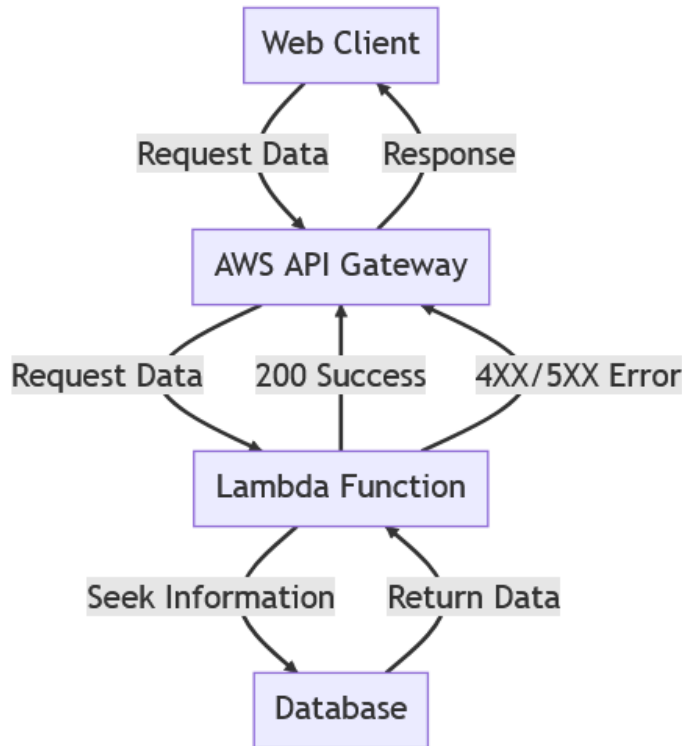 Web Client
Request Data
Response
AWS API Gateway
Request Data
200 Success
4XX/5XX Error
Lambda Function
Seek Information
Return Data
Database